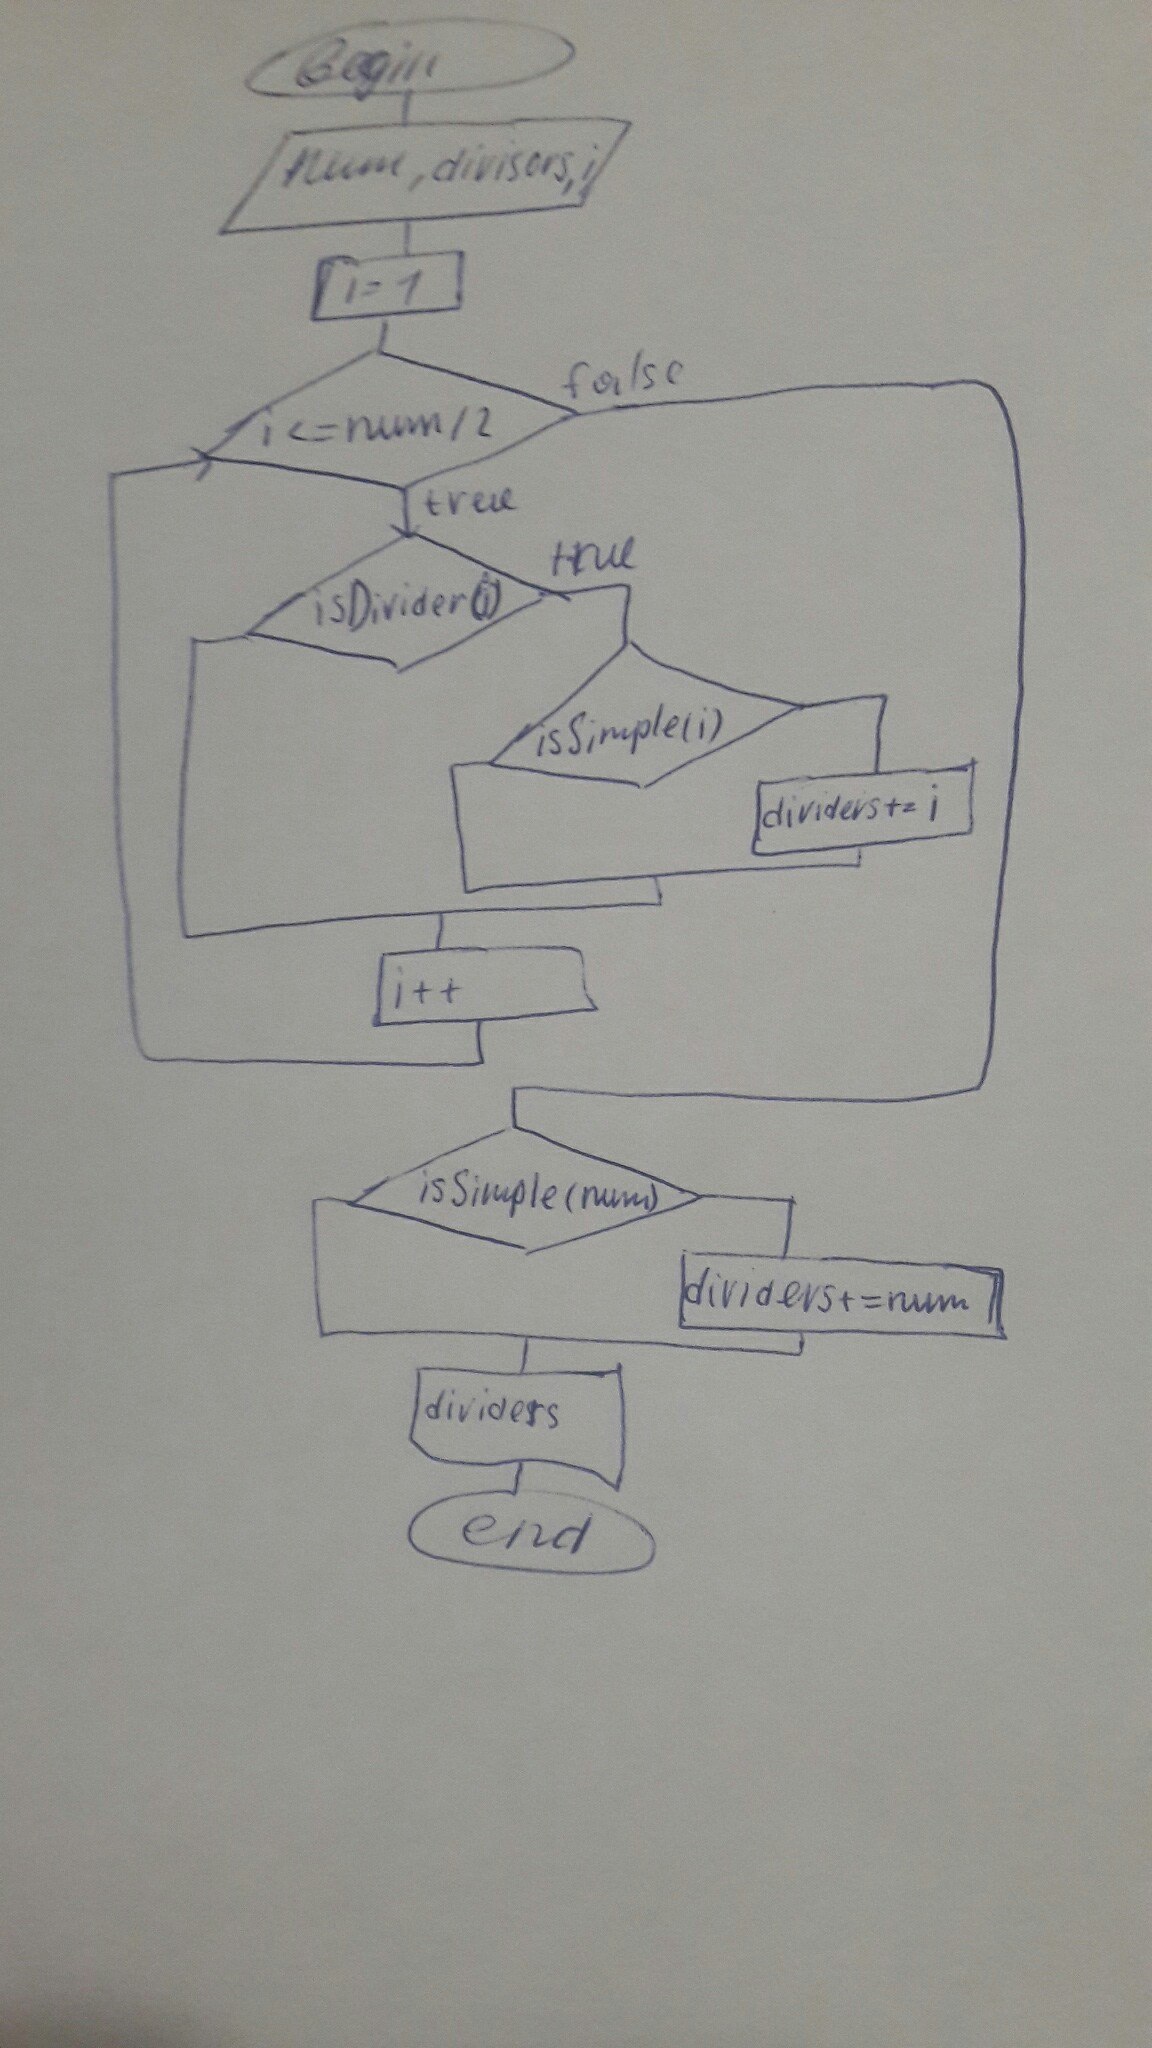 Begin
num, divisors, i
i = 1
i <= num / 2
false
true
isDivider(i)
true
isSimple(i)
dividers += i
i++
isSimple(num)
dividers += num
dividers
end